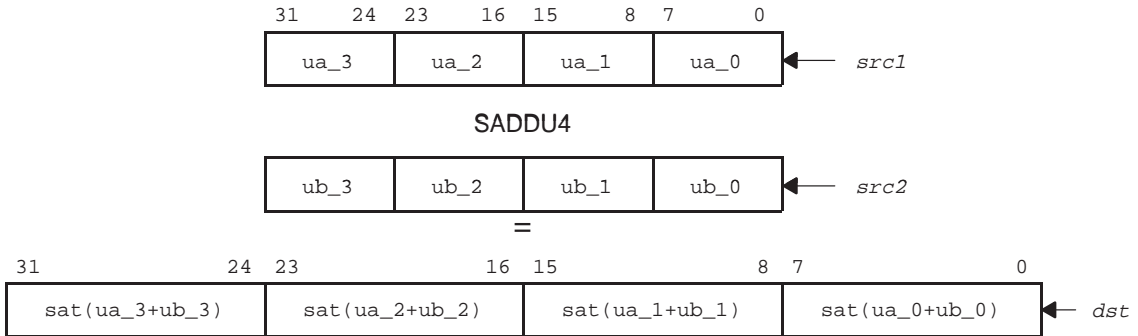 31 24 23 16 15 8 7 0
ua_3 ua_2 ua_1 ua_0 src1
SADDU4
ub_3 ub_2 ub_1 ub_0 src2
=
31 24 23 16 15 8 7 0
sat(ua_3+ub_3) sat(ua_2+ub_2) sat(ua_1+ub_1) sat(ua_0+ub_0) dst